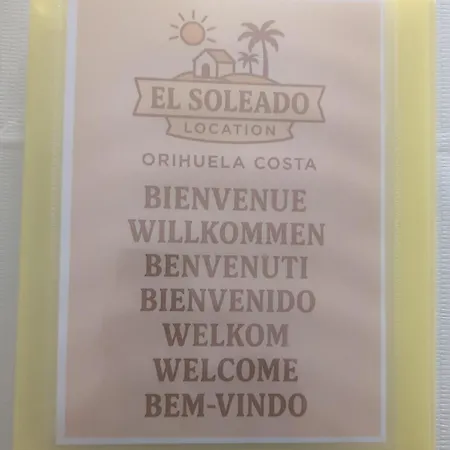 EL SOLEADO
LOCATION
ORIHUELA COSTA
BIENVENUE
WILLKOMMEN
BENVENUTI
BIENVENIDO
WELKOM
WELCOME
BEM-VINDO